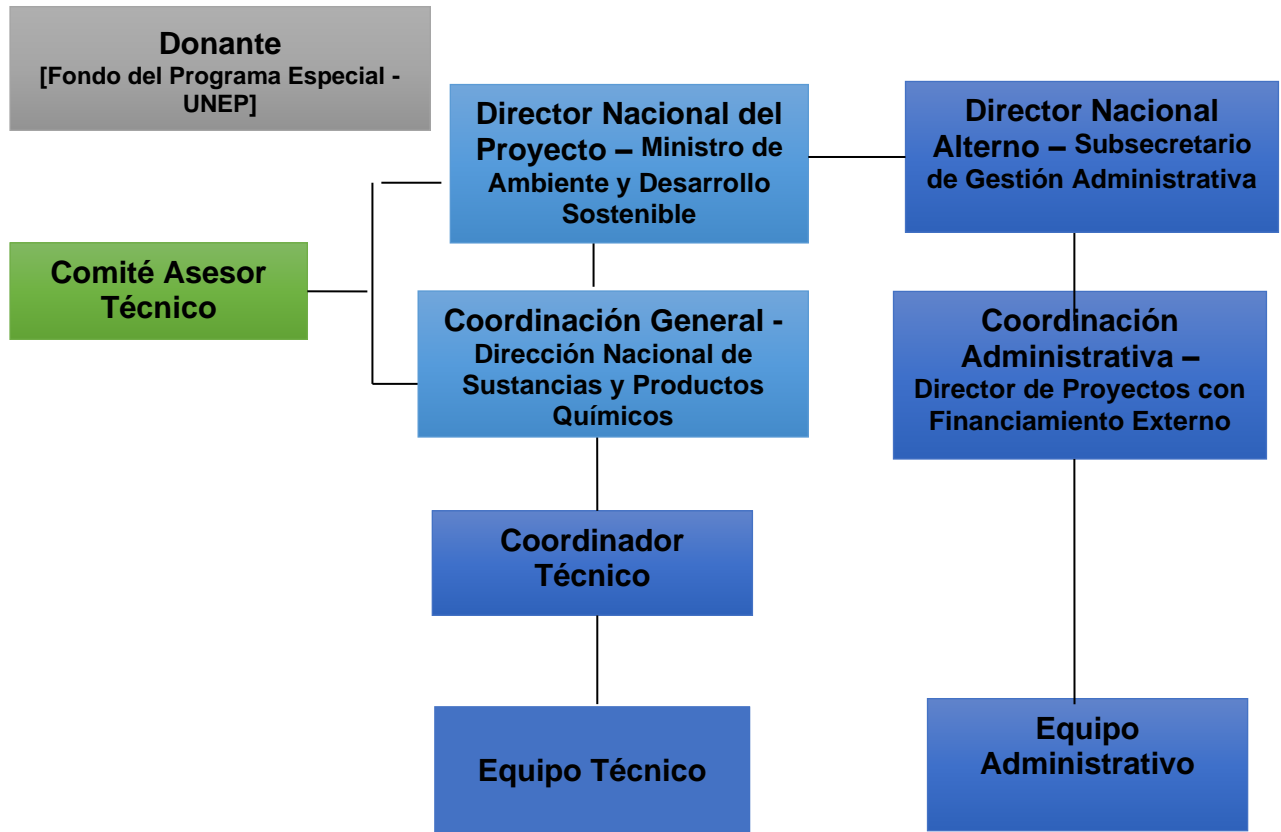 Donante
[Fondo del Programa Especial -
UNEP]
Director Nacional del
Proyecto – Ministro de
Ambiente y Desarrollo
Sostenible
Director Nacional
Alterno – Subsecretario
de Gestión Administrativa
Comité Asesor
Técnico
Coordinación General -
Dirección Nacional de
Sustancias y Productos
Químicos
Coordinación
Administrativa –
Director de Proyectos con
Financiamiento Externo
Coordinador
Técnico
Equipo Técnico
Equipo
Administrativo